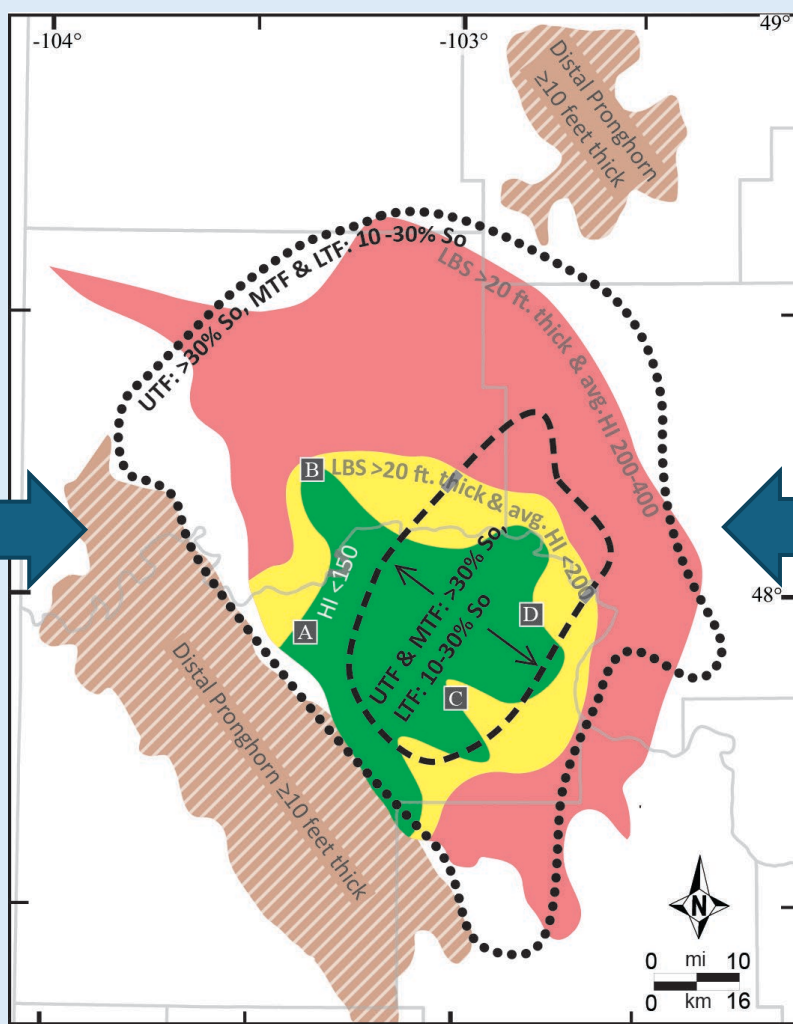 -104°
-103°
49°
Distal Pronghorn
≥10 feet thick
UTF: >30% So, MTF & LTF: 10 -30% So
LBS >20 ft. thick & avg.HI 200-400
B
LBS >20 ft. thick & avg. HI <200
HI <150
UTF & MTF: >30% So,
LTF: 10-30% So
A
D
C
48°
Distal Pronghorn ≥10 feet thick
N
0 mi 10
0 km 16